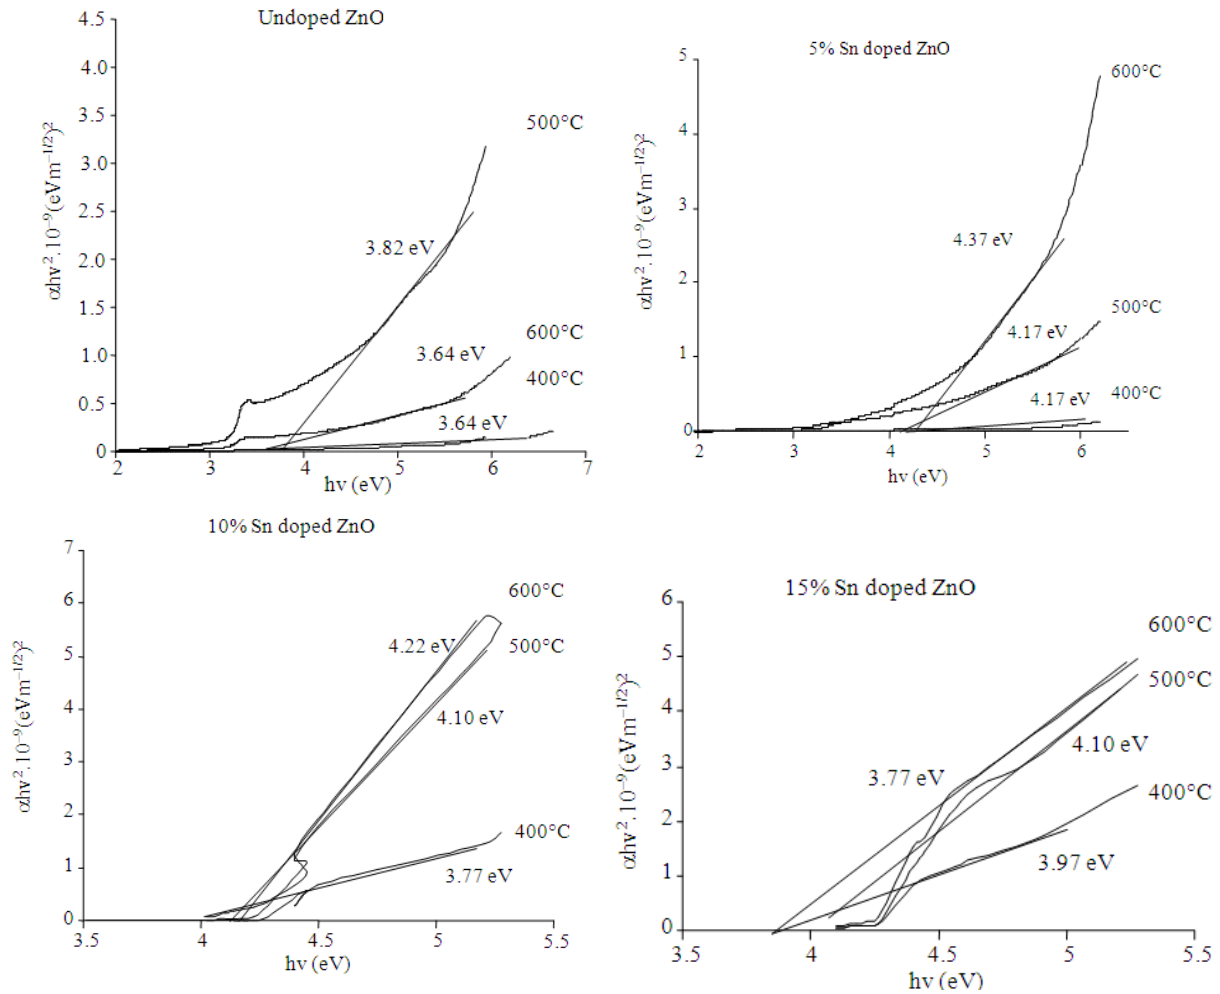 Undoped ZnO
4.5
4.0
3.5
3.0
2.5
2.0
1.5
1.0
0.5
0
2
3
4
5
6
7
αhv².10⁻⁹(eVm⁻¹/²)²
hv (eV)
500°C
600°C
400°C
3.82 eV
3.64 eV
3.64 eV
5% Sn doped ZnO
5
4
3
2
1
0
2
3
4
5
6
αhv².10⁻⁹(eVm⁻¹/²)²
hv (eV)
600°C
500°C
400°C
4.37 eV
4.17 eV
4.17 eV
10% Sn doped ZnO
7
6
5
4
3
2
1
0
3.5
4
4.5
5
5.5
αhv².10⁻⁹(eVm⁻¹/²)²
hv (eV)
600°C
500°C
400°C
4.22 eV
4.10 eV
3.77 eV
15% Sn doped ZnO
6
5
4
3
2
1
0
3.5
4
4.5
5
5.5
αhv².10⁻⁹(eVm⁻¹/²)²
hv (eV)
600°C
500°C
400°C
3.77 eV
4.10 eV
3.97 eV